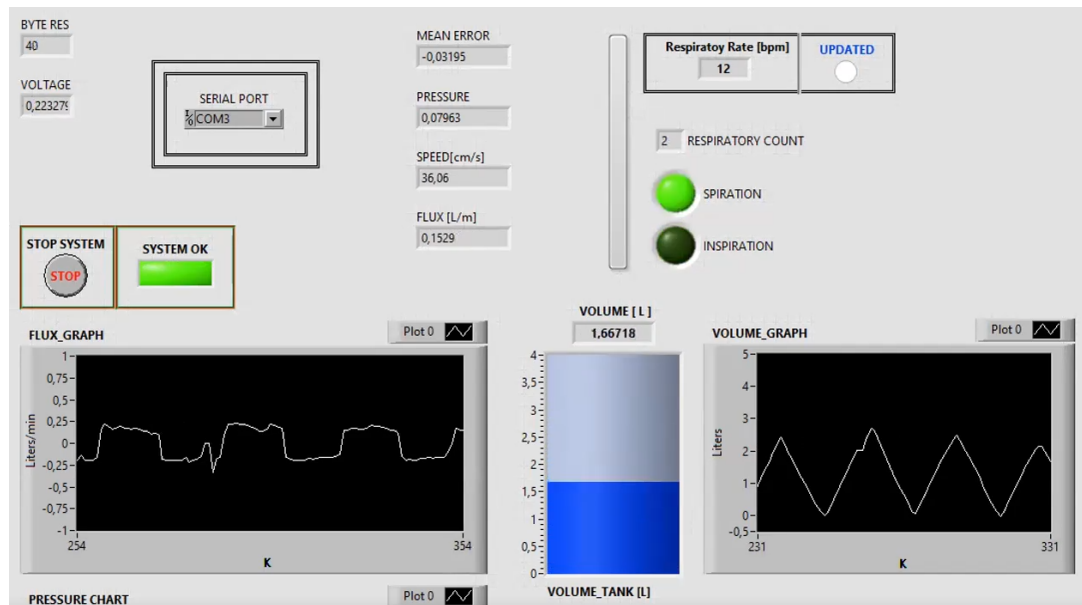 BYTE RES
40
VOLTAGE
0,223279
SERIAL PORT
COM3
MEAN ERROR
-0,03195
PRESSURE
0,07963
SPEED[cm/s]
36,06
FLUX [L/m]
0,1529
Respiratoy Rate [bpm]
12
UPDATED
2 RESPIRATORY COUNT
SPIRATION
INSPIRATION
STOP SYSTEM
STOP
SYSTEM OK
FLUX_GRAPH
Plot 0
1
0,75
0,5
0,25
0
-0,25
-0,5
-0,75
-1
Liters/min
254
354
K
VOLUME [ L ]
1,66718
4
3,5
3
2,5
2
1,5
1
0,5
0
VOLUME_TANK [L]
VOLUME_GRAPH
Plot 0
5
4
3
2
1
0
-0,5
Liters
231
331
K
PRESSURE CHART
Plot 0